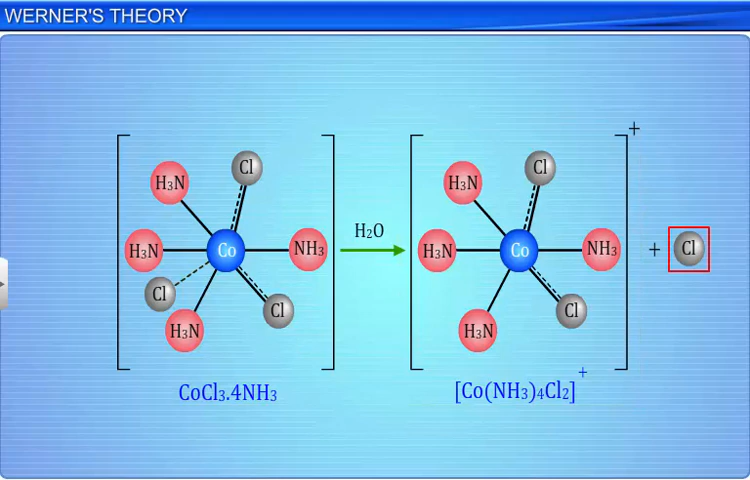 WERNER'S THEORY
+
Cl
Cl
H₃N
H₃N
H₂O
H₃N
Co
NH₃
H₃N
Co
NH₃
+
Cl
Cl
Cl
Cl
H₃N
H₃N
CoCl₃.4NH₃
[Co(NH₃)₄Cl₂]⁺